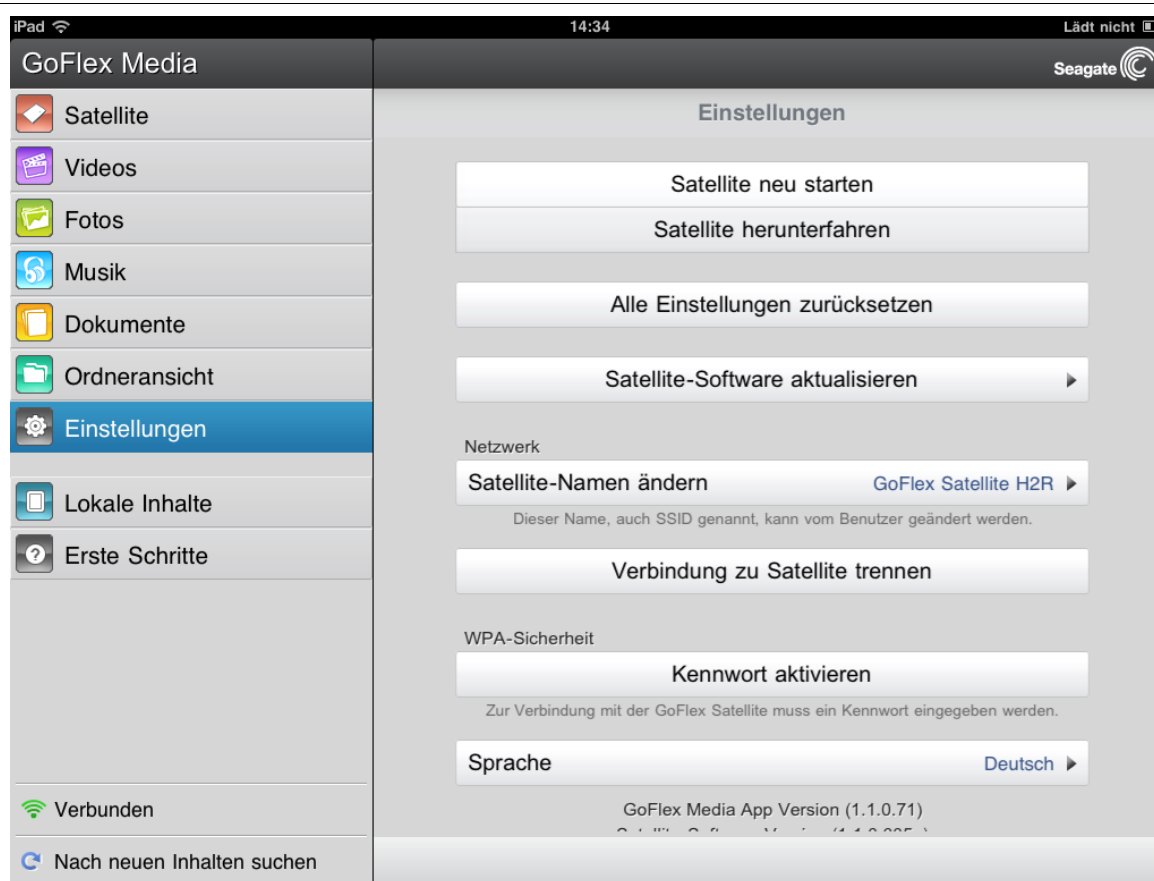 iPad
14:34
Lädt nicht
GoFlex Media
Seagate
Satellite
Videos
Fotos
Musik
Dokumente
Ordneransicht
Einstellungen
Lokale Inhalte
Erste Schritte
Verbunden
Nach neuen Inhalten suchen
Einstellungen
Satellite neu starten
Satellite herunterfahren
Alle Einstellungen zurücksetzen
Satellite-Software aktualisieren
Netzwerk
Satellite-Namen ändern GoFlex Satellite H2R
Dieser Name, auch SSID genannt, kann vom Benutzer geändert werden.
Verbindung zu Satellite trennen
WPA-Sicherheit
Kennwort aktivieren
Zur Verbindung mit der GoFlex Satellite muss ein Kennwort eingegeben werden.
Sprache Deutsch
GoFlex Media App Version (1.1.0.71)